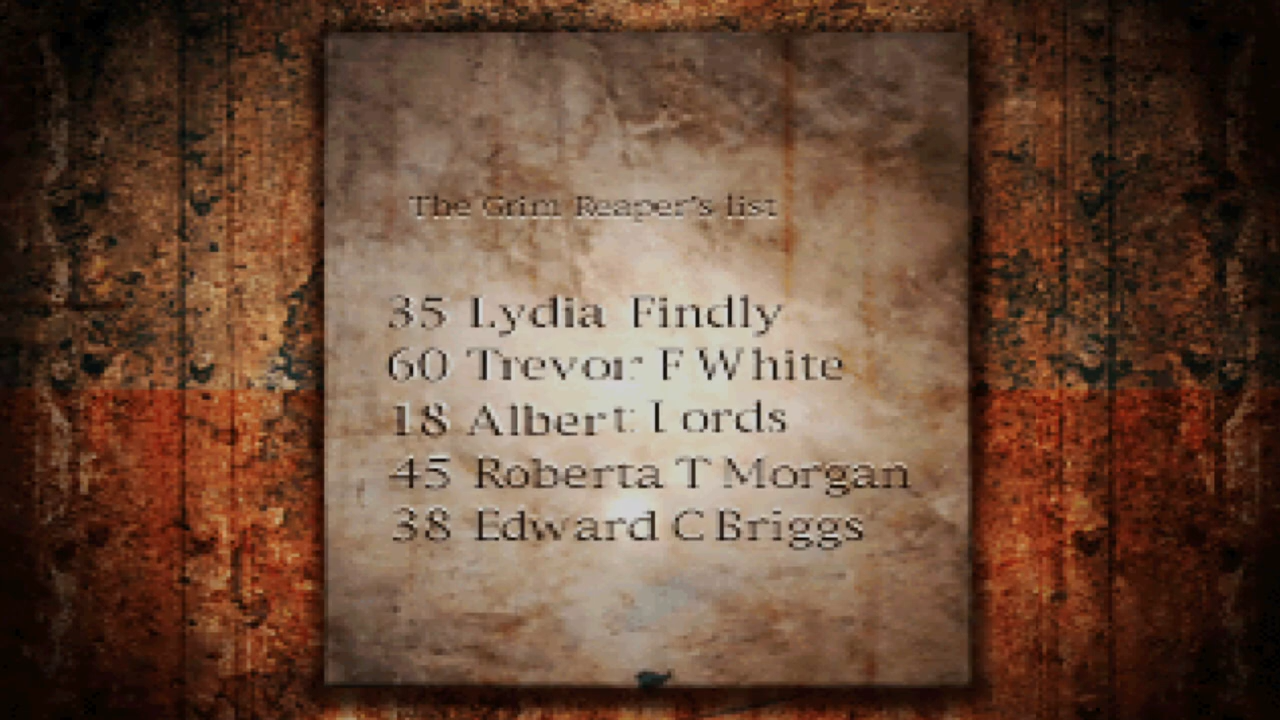 The Grim Reaper's list
35 Lydia Findly
60 Trevor F White
18 Albert Lords
45 Roberta T Morgan
38 Edward C Briggs